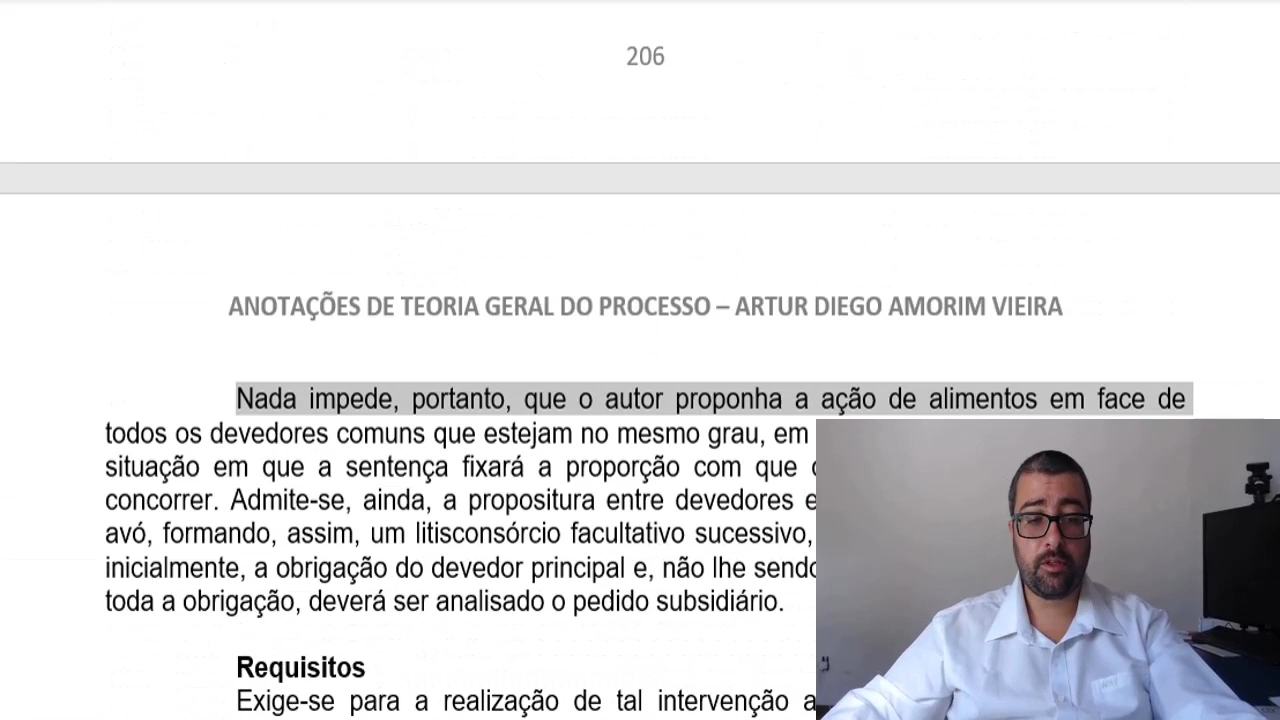 206
ANOTAÇÕES DE TEORIA GERAL DO PROCESSO – ARTUR DIEGO AMORIM VIEIRA
Nada impede, portanto, que o autor proponha a ação de alimentos em face de
todos os devedores comuns que estejam no mesmo grau, em
situação em que a sentença fixará a proporção com que
concorrer. Admite-se, ainda, a propositura entre devedores
avó, formando, assim, um litisconsórcio facultativo sucessivo,
inicialmente, a obrigação do devedor principal e, não lhe sendo
toda a obrigação, deverá ser analisado o pedido subsidiário.
Requisitos
Exige-se para a realização de tal intervenção